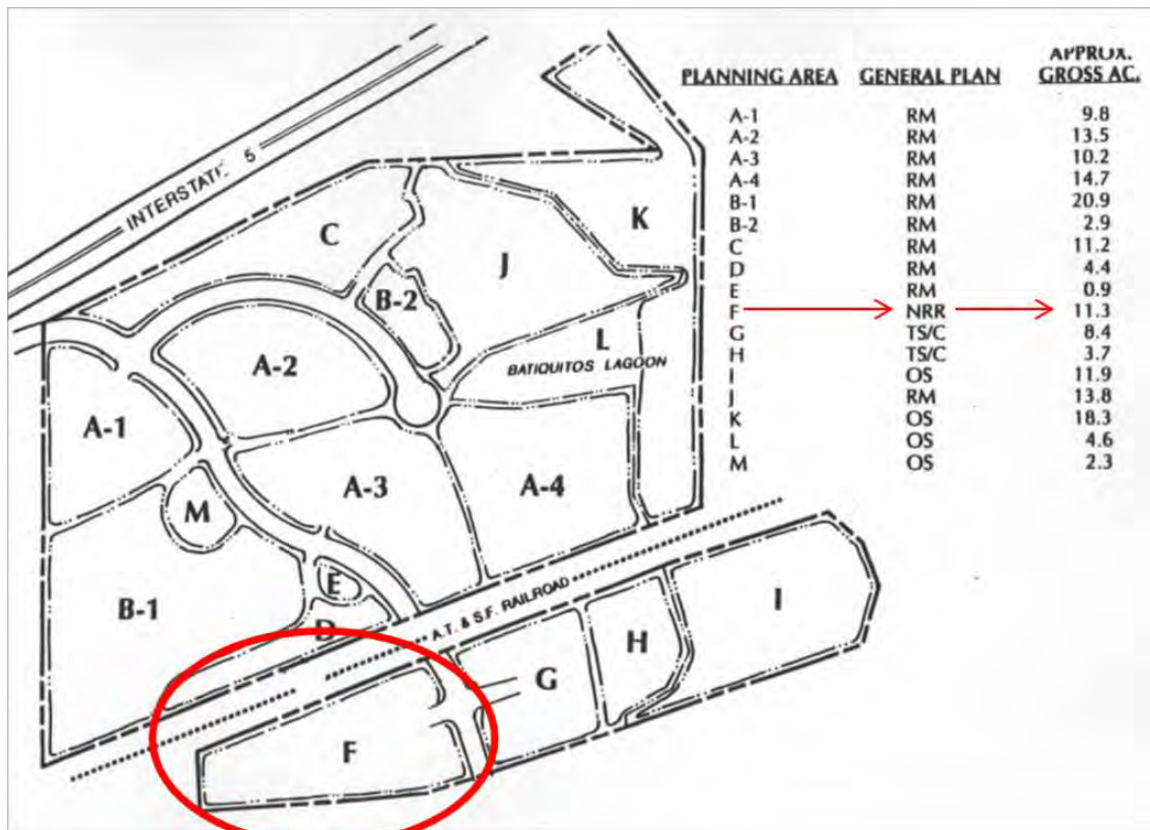 APPROX.
PLANNING AREA GENERAL PLAN GROSS AC.
A-1 RM 9.8
A-2 RM 13.5
A-3 RM 10.2
A-4 RM 14.7
B-1 RM 20.9
B-2 RM 2.9
C RM 11.2
D RM 4.4
E RM 0.9
F NRR 11.3
G TS/C 8.4
H TS/C 3.7
I OS 11.9
J RM 13.8
K OS 18.3
L OS 4.6
M OS 2.3
INTERSTATE 5
C
K
J
B-2
L
BATIQUITOS LAGOON
A-2
A-1
A-3
A-4
M
E
B-1
D
A.T. & S.F. RAILROAD
I
H
G
F